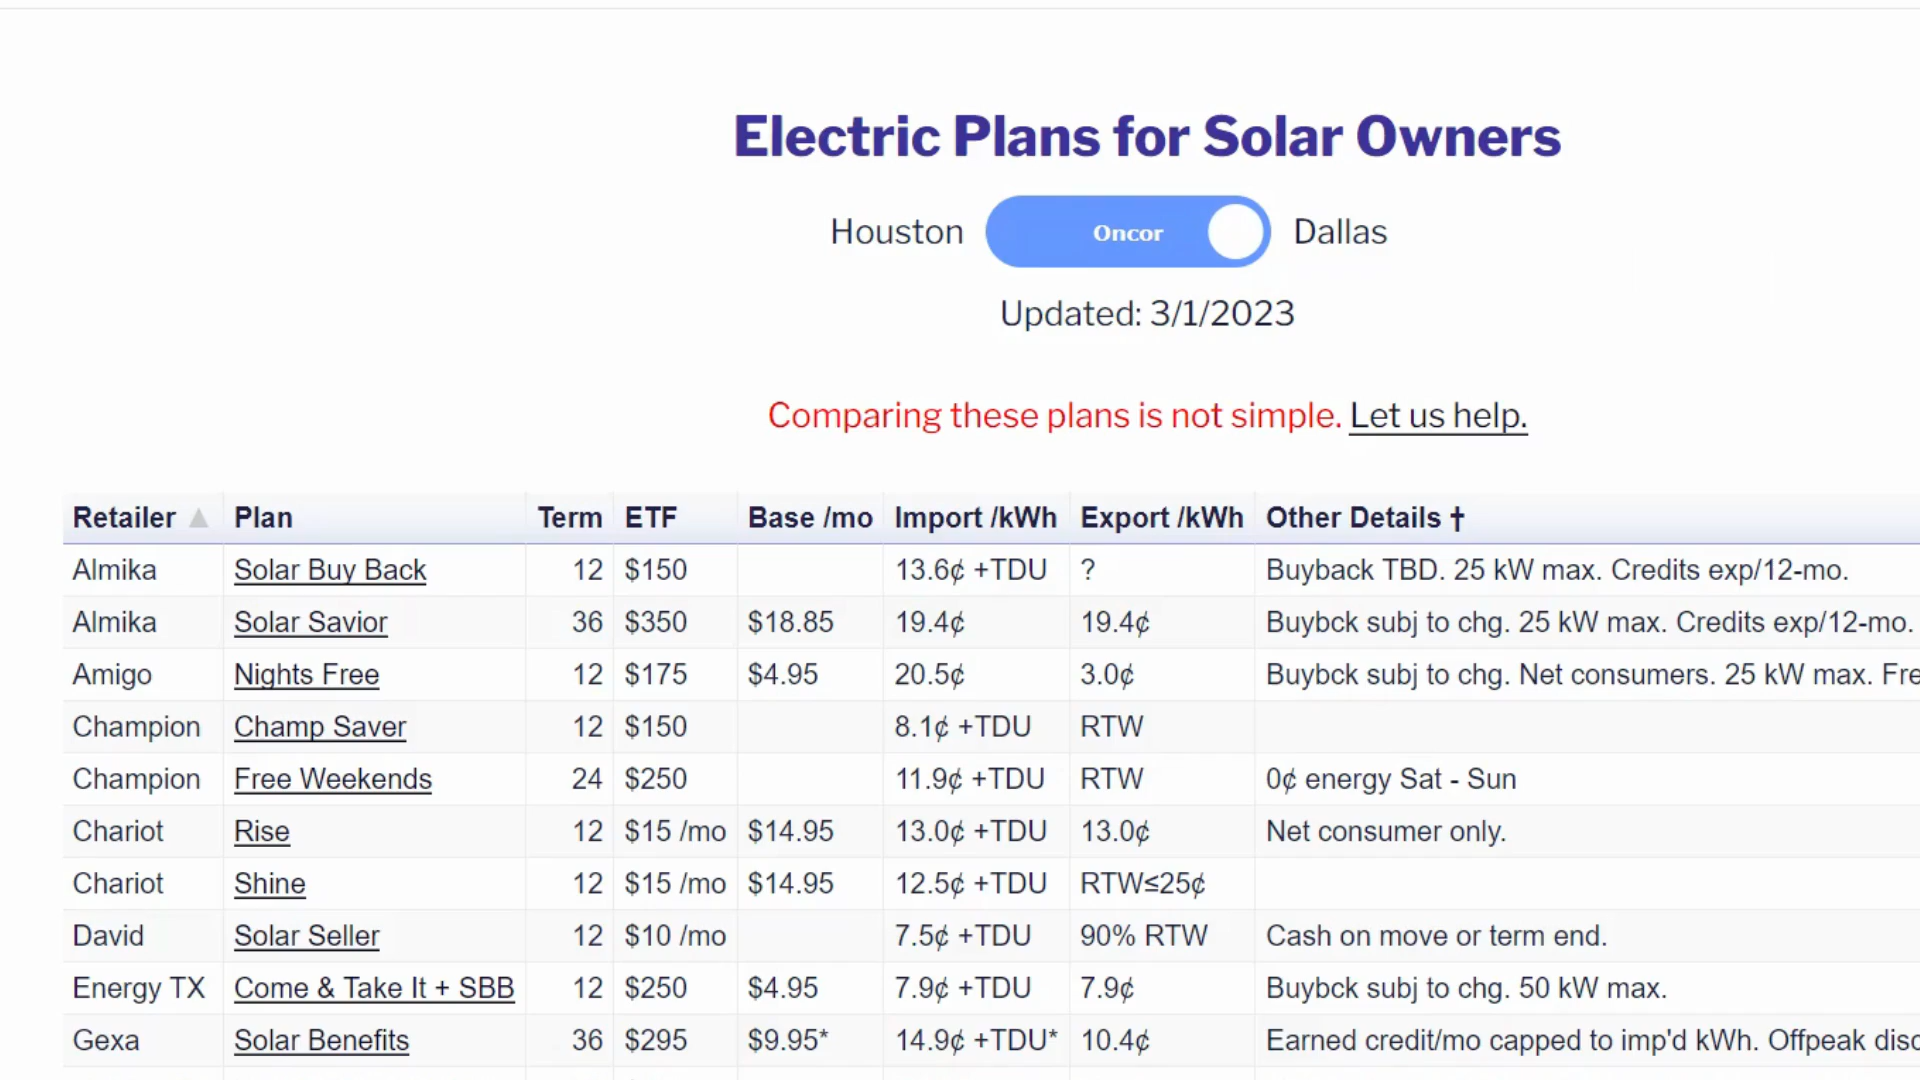 Electric Plans for Solar Owners
Houston Oncor Dallas
Updated: 3/1/2023
Comparing these plans is not simple. Let us help.
Retailer ▲ Plan Term ETF Base /mo Import /kWh Export /kWh Other Details †
Almika Solar Buy Back 12 $150 13.6¢ +TDU ? Buyback TBD. 25 kW max. Credits exp/12-mo.
Almika Solar Savior 36 $350 $18.85 19.4¢ 19.4¢ Buybck subj to chg. 25 kW max. Credits exp/12-mo.
Amigo Nights Free 12 $175 $4.95 20.5¢ 3.0¢ Buybck subj to chg. Net consumers. 25 kW max. Fre
Champion Champ Saver 12 $150 8.1¢ +TDU RTW
Champion Free Weekends 24 $250 11.9¢ +TDU RTW 0¢ energy Sat - Sun
Chariot Rise 12 $15 /mo $14.95 13.0¢ +TDU 13.0¢ Net consumer only.
Chariot Shine 12 $15 /mo $14.95 12.5¢ +TDU RTW≤25¢
David Solar Seller 12 $10 /mo 7.5¢ +TDU 90% RTW Cash on move or term end.
Energy TX Come & Take It + SBB 12 $250 $4.95 7.9¢ +TDU 7.9¢ Buybck subj to chg. 50 kW max.
Gexa Solar Benefits 36 $295 $9.95* 14.9¢ +TDU* 10.4¢ Earned credit/mo capped to imp'd kWh. Offpeak disc